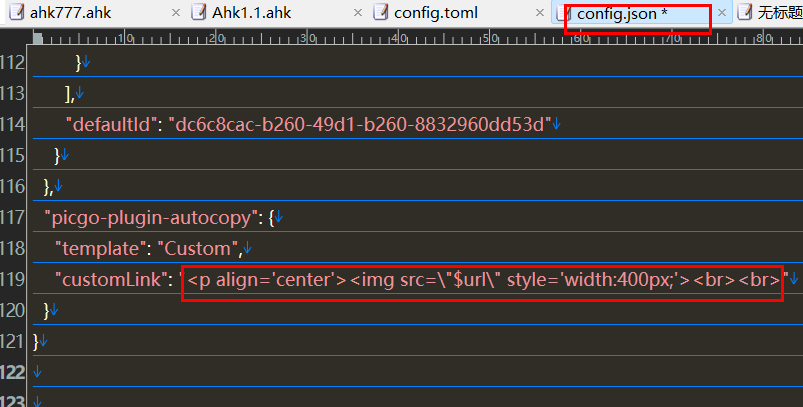 ahk777.ahk × Ahk1.1.ahk × config.toml × config.json * × 无标题
10 20 30 40 50 60 70 80
112 }↓
113 ],↓
114 "defaultId": "dc6c8cac-b260-49d1-b260-8832960dd53d"↓
115 }↓
116 },↓
117 "picgo-plugin-autocopy": {↓
118 "template": "Custom",↓
119 "customLink": "<p align='center'><img src=\"$url\" style='width:400px;'><br><br>"↓
120 }↓
121 }↓
122 ↓
123 ↓